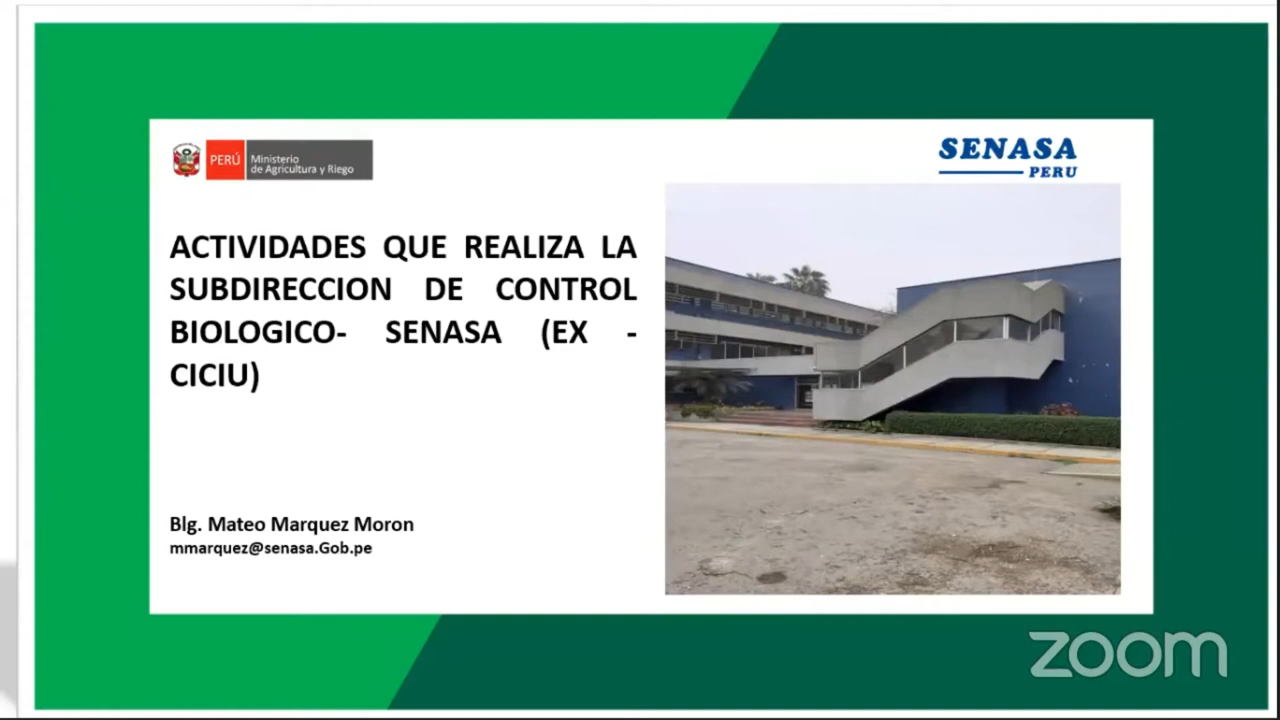 PERÚ
Ministerio
de Agricultura y Riego
SENASA
PERU
ACTIVIDADES QUE REALIZA LA
SUBDIRECCION DE CONTROL
BIOLOGICO- SENASA (EX -
CICIU)
Blg. Mateo Marquez Moron
mmarquez@senasa.Gob.pe
zoom